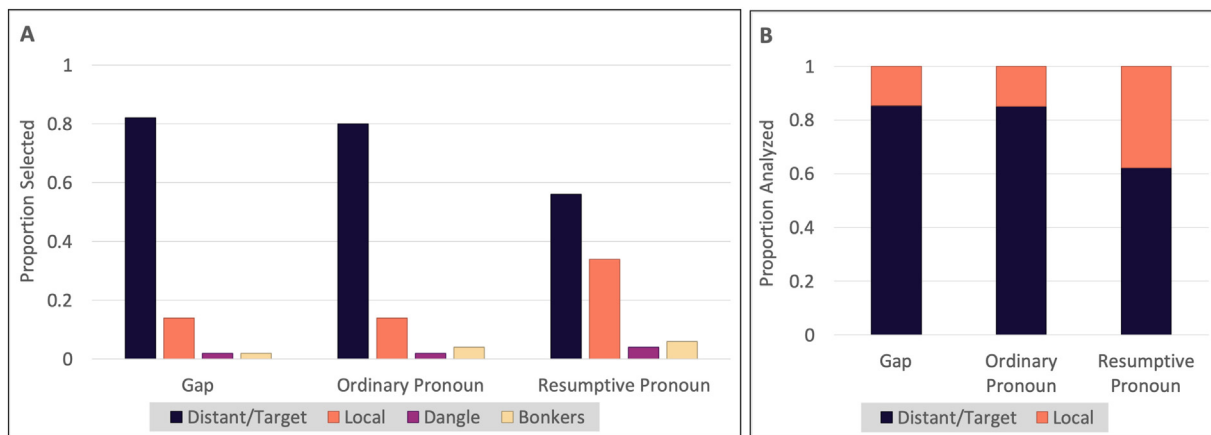 A
Proportion Selected
1
0.8
0.6
0.4
0.2
0
Gap Ordinary Pronoun Resumptive Pronoun
Distant/Target Local Dangle Bonkers
B
Proportion Analyzed
1
0.8
0.6
0.4
0.2
0
Gap Ordinary Resumptive
Pronoun Pronoun
Distant/Target Local